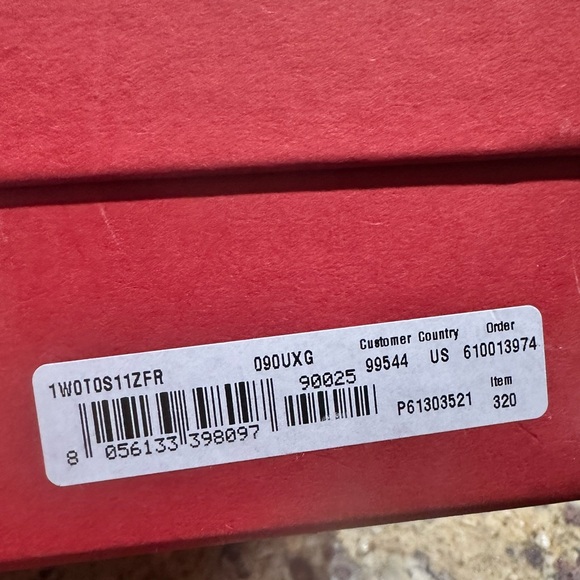 1W0T0S11ZFR 090UXG Customer Country Order
90025 99544 US 610013974
8 056133 398097 P61303521 Item
320